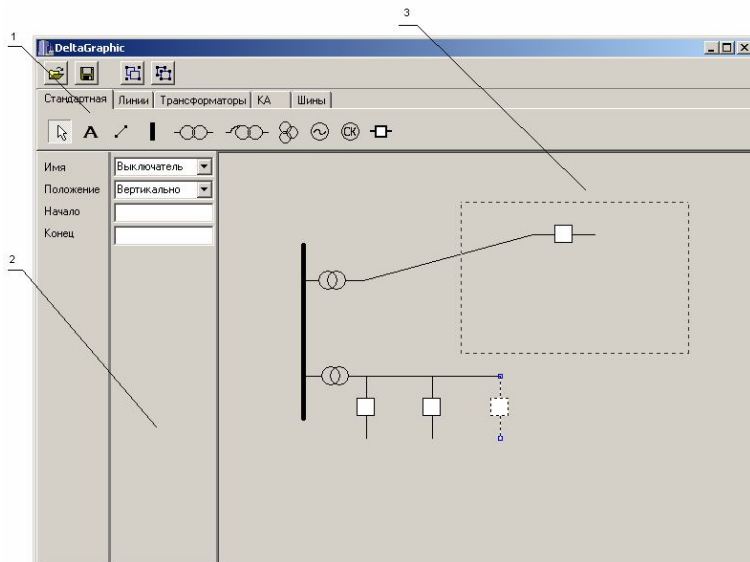 3
1
DeltaGraphic
Стандартная Линии Трансформаторы КА Шины
A СК
Имя Выключатель
Положение Вертикально
Начало
Конец
2